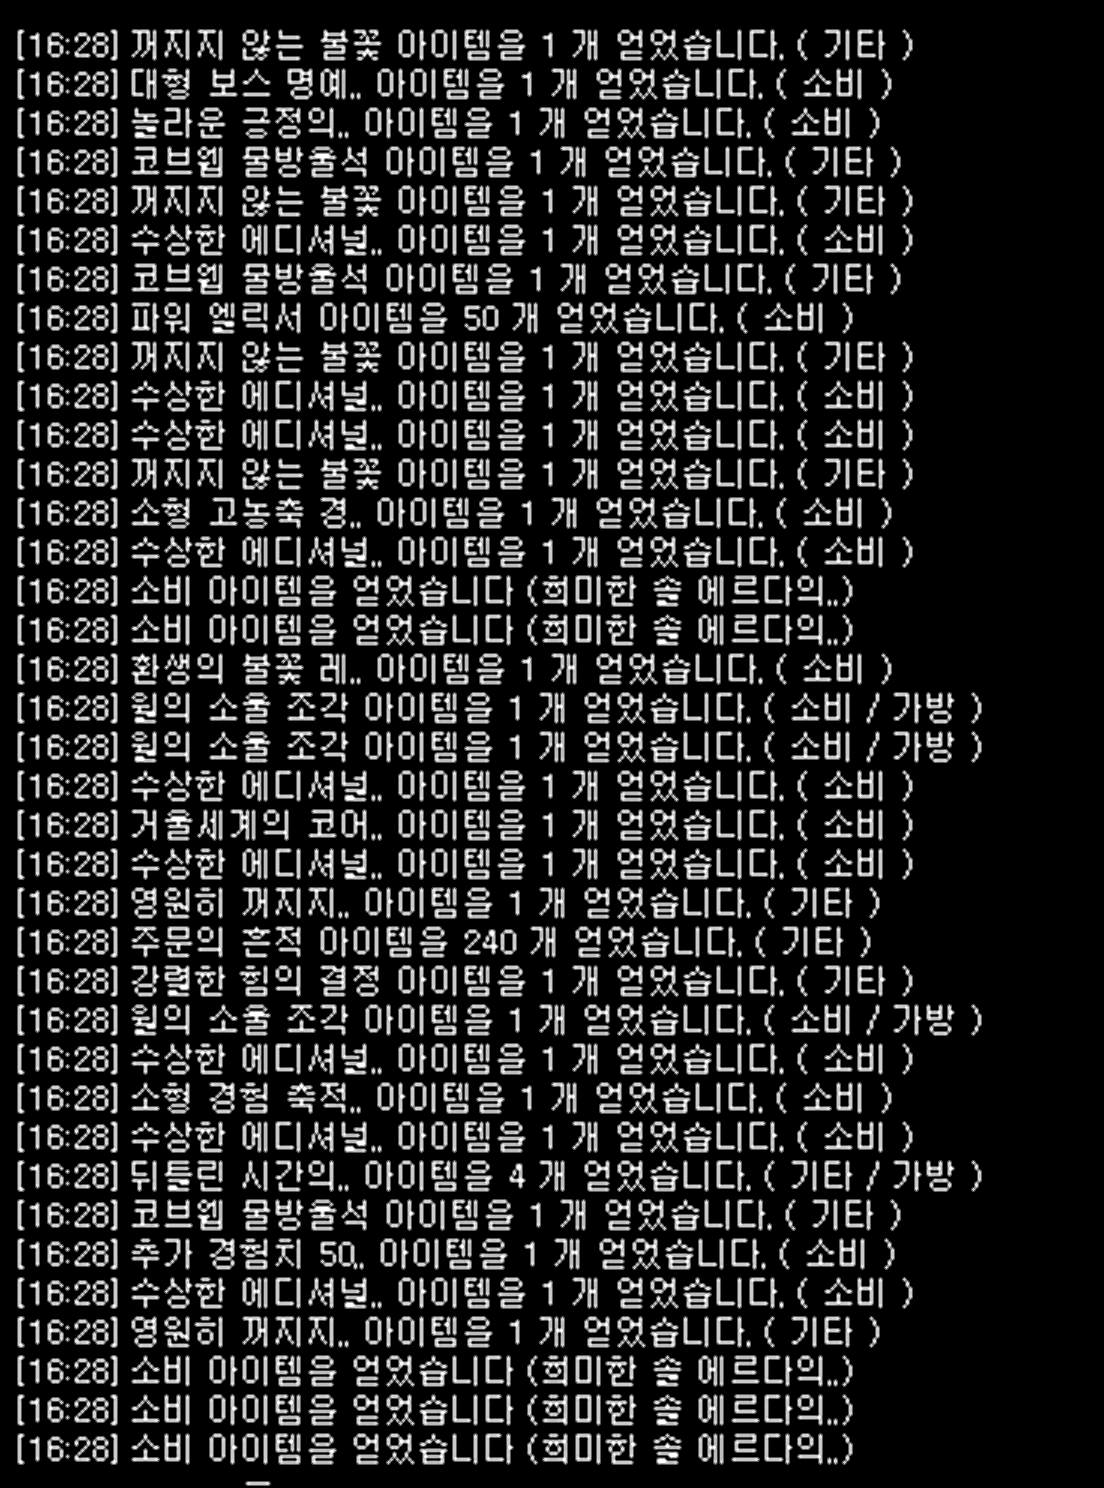 [16:28] 꺼지지 않는 불꽃 아이템을 1 개 얻었습니다. ( 기타 )
[16:28] 대형 보스 명예.. 아이템을 1 개 얻었습니다. ( 소비 )
[16:28] 놀라운 긍정의.. 아이템을 1 개 얻었습니다. ( 소비 )
[16:28] 코브웹 물방울석 아이템을 1 개 얻었습니다. ( 기타 )
[16:28] 꺼지지 않는 불꽃 아이템을 1 개 얻었습니다. ( 기타 )
[16:28] 수상한 에디셔널.. 아이템을 1 개 얻었습니다. ( 소비 )
[16:28] 코브웹 물방울석 아이템을 1 개 얻었습니다. ( 기타 )
[16:28] 파워 엘릭서 아이템을 50 개 얻었습니다. ( 소비 )
[16:28] 꺼지지 않는 불꽃 아이템을 1 개 얻었습니다. ( 기타 )
[16:28] 수상한 에디셔널.. 아이템을 1 개 얻었습니다. ( 소비 )
[16:28] 수상한 에디셔널.. 아이템을 1 개 얻었습니다. ( 소비 )
[16:28] 꺼지지 않는 불꽃 아이템을 1 개 얻었습니다. ( 기타 )
[16:28] 소형 고농축 경.. 아이템을 1 개 얻었습니다. ( 소비 )
[16:28] 수상한 에디셔널.. 아이템을 1 개 얻었습니다. ( 소비 )
[16:28] 소비 아이템을 얻었습니다 (희미한 솔 에르다의..)
[16:28] 소비 아이템을 얻었습니다 (희미한 솔 에르다의..)
[16:28] 환생의 불꽃 레.. 아이템을 1 개 얻었습니다. ( 소비 )
[16:28] 윌의 소울 조각 아이템을 1 개 얻었습니다. ( 소비 / 가방 )
[16:28] 윌의 소울 조각 아이템을 1 개 얻었습니다. ( 소비 / 가방 )
[16:28] 수상한 에디셔널.. 아이템을 1 개 얻었습니다. ( 소비 )
[16:28] 거울세계의 코어.. 아이템을 1 개 얻었습니다. ( 소비 )
[16:28] 수상한 에디셔널.. 아이템을 1 개 얻었습니다. ( 소비 )
[16:28] 영원히 꺼지지.. 아이템을 1 개 얻었습니다. ( 기타 )
[16:28] 주문의 흔적 아이템을 240 개 얻었습니다. ( 기타 )
[16:28] 강렬한 힘의 결정 아이템을 1 개 얻었습니다. ( 기타 )
[16:28] 윌의 소울 조각 아이템을 1 개 얻었습니다. ( 소비 / 가방 )
[16:28] 수상한 에디셔널.. 아이템을 1 개 얻었습니다. ( 소비 )
[16:28] 소형 경험 축적.. 아이템을 1 개 얻었습니다. ( 소비 )
[16:28] 수상한 에디셔널.. 아이템을 1 개 얻었습니다. ( 소비 )
[16:28] 뒤틀린 시간의.. 아이템을 4 개 얻었습니다. ( 기타 / 가방 )
[16:28] 코브웹 물방울석 아이템을 1 개 얻었습니다. ( 기타 )
[16:28] 추가 경험치 50.. 아이템을 1 개 얻었습니다. ( 소비 )
[16:28] 수상한 에디셔널.. 아이템을 1 개 얻었습니다. ( 소비 )
[16:28] 영원히 꺼지지.. 아이템을 1 개 얻었습니다. ( 기타 )
[16:28] 소비 아이템을 얻었습니다 (희미한 솔 에르다의..)
[16:28] 소비 아이템을 얻었습니다 (희미한 솔 에르다의..)
[16:28] 소비 아이템을 얻었습니다 (희미한 솔 에르다의..)